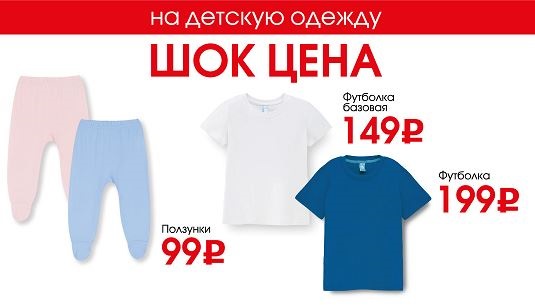 на детскую одежду
ШОК ЦЕНА
Футболка
базовая
149₽
Футболка
199₽
Ползунки
99₽